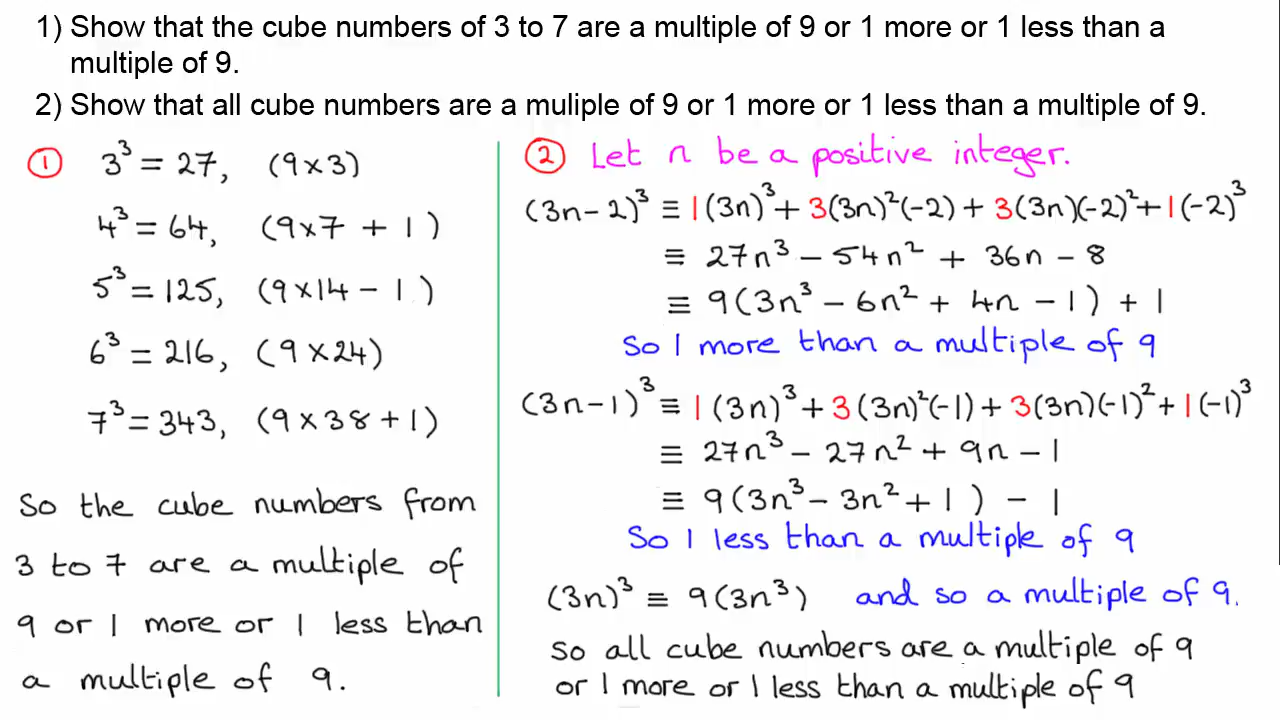 1) Show that the cube numbers of 3 to 7 are a multiple of 9 or 1 more or 1 less than a
multiple of 9.
2) Show that all cube numbers are a muliple of 9 or 1 more or 1 less than a multiple of 9.
① 3³ = 27, (9×3)
4³ = 64, (9×7 + 1)
5³ = 125, (9×14 − 1)
6³ = 216, (9×24)
7³ = 343, (9×38 + 1)
So the cube numbers from
3 to 7 are a multiple of
9 or 1 more or 1 less than
a multiple of 9.
② Let n be a positive integer.
(3n−2)³ ≡ 1(3n)³ + 3(3n)²(−2) + 3(3n)(−2)² + 1(−2)³
≡ 27n³ − 54n² + 36n − 8
≡ 9(3n³ − 6n² + 4n − 1) + 1
So 1 more than a multiple of 9
(3n−1)³ ≡ 1(3n)³ + 3(3n)²(−1) + 3(3n)(−1)² + 1(−1)³
≡ 27n³ − 27n² + 9n − 1
≡ 9(3n³ − 3n² + 1) − 1
So 1 less than a multiple of 9
(3n)³ ≡ 9(3n³) and so a multiple of 9.
So all cube numbers are a multiple of 9
or 1 more or 1 less than a multiple of 9